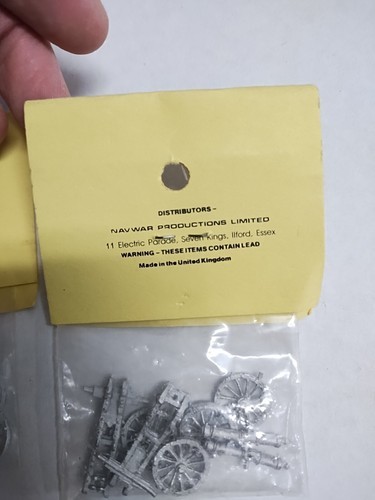 DISTRIBUTORS -
NAVWAR PRODUCTIONS LIMITED
11 Electric Parade, Seven Kings, Ilford, Essex
WARNING - THESE ITEMS CONTAIN LEAD
Made in the United Kingdom